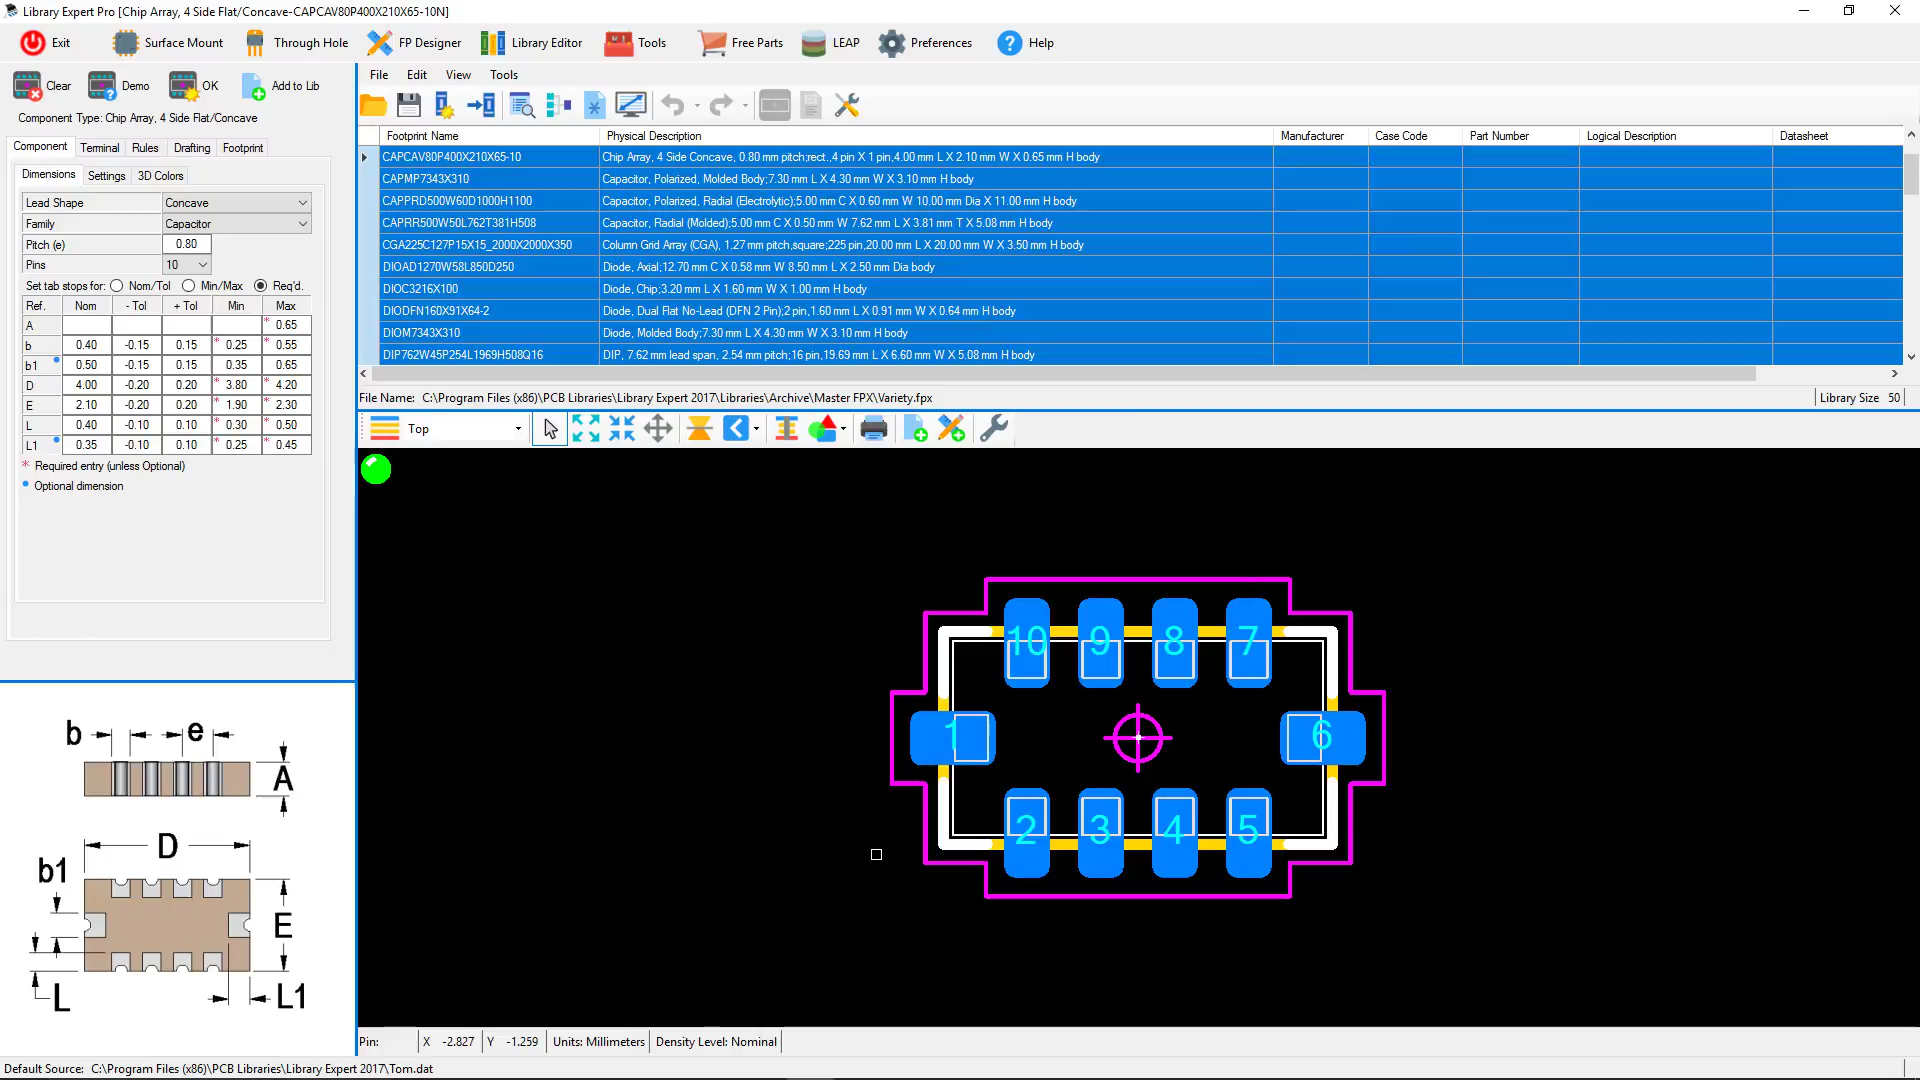 Library Expert Pro [Chip Array, 4 Side Flat/Concave-CAPCAV80P400X210X65-10N]
Exit Surface Mount Through Hole FP Designer Library Editor Tools Free Parts LEAP Preferences Help
Clear Demo OK Add to Lib
Component Type: Chip Array, 4 Side Flat/Concave
Component Terminal Rules Drafting Footprint
Dimensions Settings 3D Colors
Lead Shape Concave
Family Capacitor
Pitch (e) 0.80
Pins 10
Set tab stops for: Nom/Tol Min/Max Req'd.
Ref. Nom - Tol + Tol Min Max
A * 0.65
b 0.40 -0.15 0.15 * 0.25 * 0.55
b1 0.50 -0.15 0.15 0.35 0.65
D 4.00 -0.20 0.20 * 3.80 * 4.20
E 2.10 -0.20 0.20 * 1.90 * 2.30
L 0.40 -0.10 0.10 * 0.30 * 0.50
L1 0.35 -0.10 0.10 0.25 0.45
* Required entry (unless Optional)
Optional dimension
b e
A
D
b1
E
L L1
File Edit View Tools
Footprint Name Physical Description Manufacturer Case Code Part Number Logical Description Datasheet
CAPCAV80P400X210X65-10 Chip Array, 4 Side Concave, 0.80 mm pitch;rect.,4 pin X 1 pin,4.00 mm L X 2.10 mm W X 0.65 mm H body
CAPMP7343X310 Capacitor, Polarized, Molded Body;7.30 mm L X 4.30 mm W X 3.10 mm H body
CAPPRD500W60D1000H1100 Capacitor, Polarized, Radial (Electrolytic);5.00 mm C X 0.60 mm W 10.00 mm Dia X 11.00 mm H body
CAPRR500W50L762T381H508 Capacitor, Radial (Molded);5.00 mm C X 0.50 mm W 7.62 mm L X 3.81 mm T X 5.08 mm H body
CGA225C127P15X15_2000X2000X350 Column Grid Array (CGA), 1.27 mm pitch,square;225 pin,20.00 mm L X 20.00 mm W X 3.50 mm H body
DIOAD1270W58L850D250 Diode, Axial;12.70 mm C X 0.58 mm W 8.50 mm L X 2.50 mm Dia body
DIOC3216X100 Diode, Chip;3.20 mm L X 1.60 mm W X 1.00 mm H body
DIODFN160X91X64-2 Diode, Dual Flat No-Lead (DFN 2 Pin);2 pin,1.60 mm L X 0.91 mm W X 0.64 mm H body
DIOM7343X310 Diode, Molded Body;7.30 mm L X 4.30 mm W X 3.10 mm H body
DIP762W45P254L1969H508Q16 DIP, 7.62 mm lead span, 2.54 mm pitch;16 pin,19.69 mm L X 6.60 mm W X 5.08 mm H body
File Name: C:\Program Files (x86)\PCB Libraries\Library Expert 2017\Libraries\Archive\Master FPX\Variety.fpx Library Size 50
Top
10 9 8 7
1 6
2 3 4 5
Pin: X -2.827 Y -1.259 Units: Millimeters Density Level: Nominal
Default Source: C:\Program Files (x86)\PCB Libraries\Library Expert 2017\Tom.dat